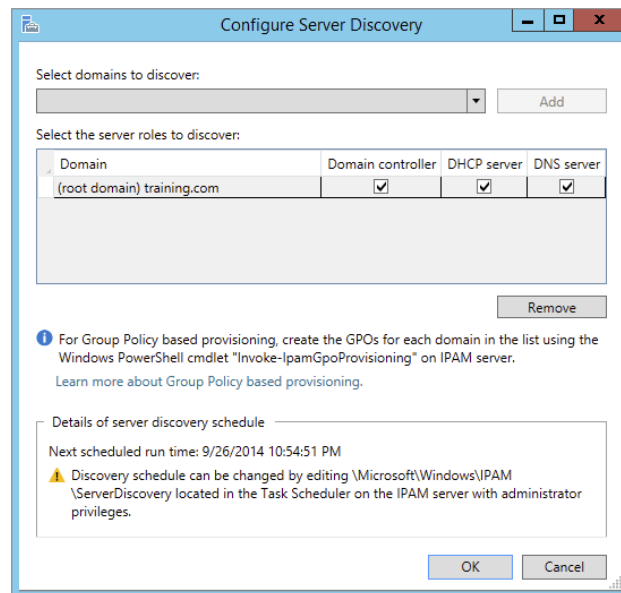 Configure Server Discovery
Select domains to discover:
Add
Select the server roles to discover:
Domain Domain controller DHCP server DNS server
(root domain) training.com
Remove
For Group Policy based provisioning, create the GPOs for each domain in the list using the
Windows PowerShell cmdlet "Invoke-IpamGpoProvisioning" on IPAM server.
Learn more about Group Policy based provisioning.
Details of server discovery schedule
Next scheduled run time: 9/26/2014 10:54:51 PM
Discovery schedule can be changed by editing \Microsoft\Windows\IPAM
\ServerDiscovery located in the Task Scheduler on the IPAM server with administrator
privileges.
OK Cancel